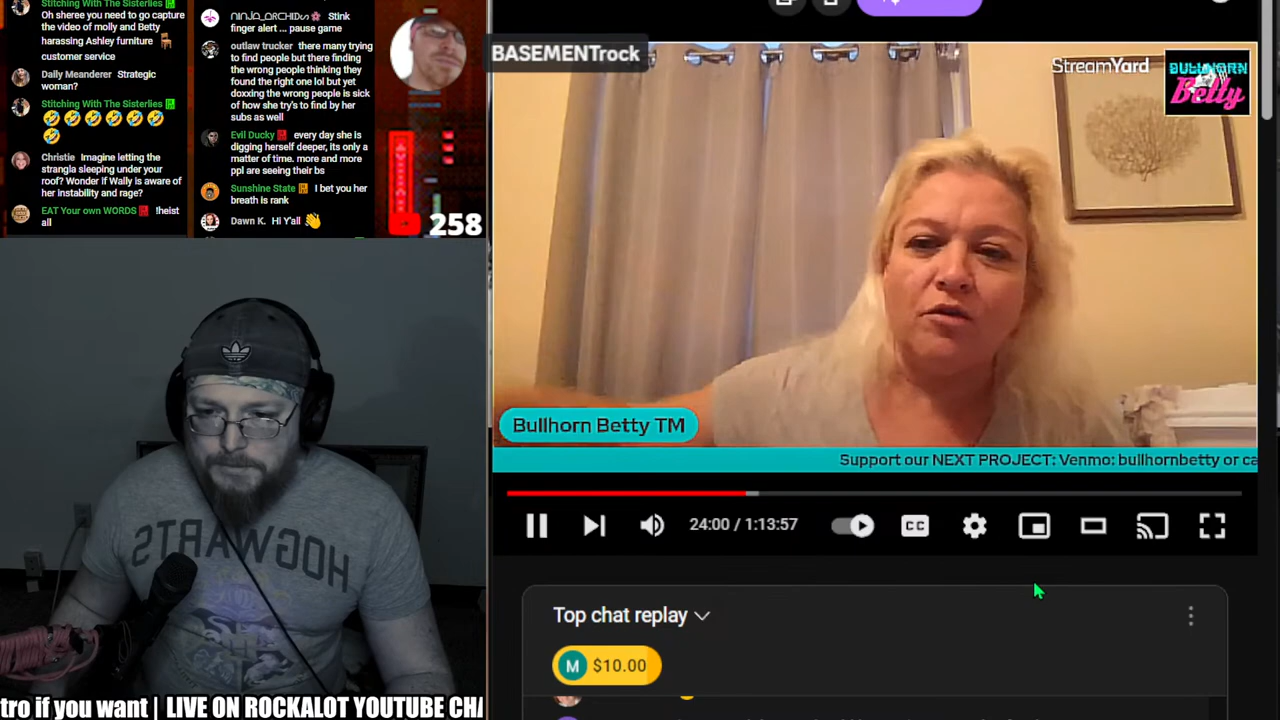 Stitching With The Sisterlies
Oh sheree you need to go capture
the video of molly and Betty
harassing Ashley furniture
customer service
Dally Meanderer Strategic
woman?
Stitching With The Sisterlies
Christie Imagine letting the
strangla sleeping under your
roof? Wonder if Wally is aware of
her instability and rage?
EAT Your own WORDS !theist
all
Stink
finger alert ... pause game
outlaw trucker there many trying
to find people but there finding
the wrong people thinking they
found the right one lol but yet
doxxing the wrong people is sick
of how she try's to find by her
subs as well
Evil Ducky every day she is
digging herself deeper, its only a
matter of time. more and more
ppl are seeing their bs
Sunshine State I bet you her
breath is rank
Dawn K. HI Y'all
258
BASEMENTrock
StreamYard
BULLHORN
Betty
HOGWARTS
Bullhorn Betty TM
Support our NEXT PROJECT: Venmo: bullhornbetty or ca
24:00 / 1:13:57
CC
Top chat replay
M $10.00
tro if you want | LIVE ON ROCKALOT YOUTUBE CHA